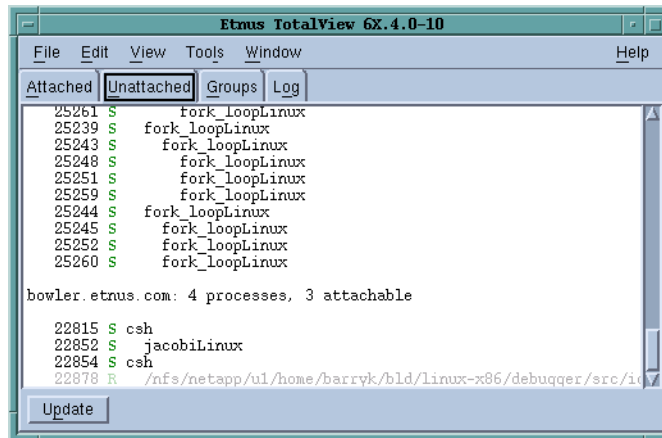 Etnus TotalView 6X.4.0-10
File Edit View Tools Window Help
Attached Unattached Groups Log
25261 S fork_loopLinux
25239 S fork_loopLinux
25243 S fork_loopLinux
25248 S fork_loopLinux
25251 S fork_loopLinux
25259 S fork_loopLinux
25244 S fork_loopLinux
25245 S fork_loopLinux
25252 S fork_loopLinux
25260 S fork_loopLinux
bowler.etnus.com: 4 processes, 3 attachable
22815 S csh
22852 S jacobiLinux
22854 S csh
22878 R /nfs/netapp/u1/home/barryk/bld/linux-x86/debugger/src/
Update